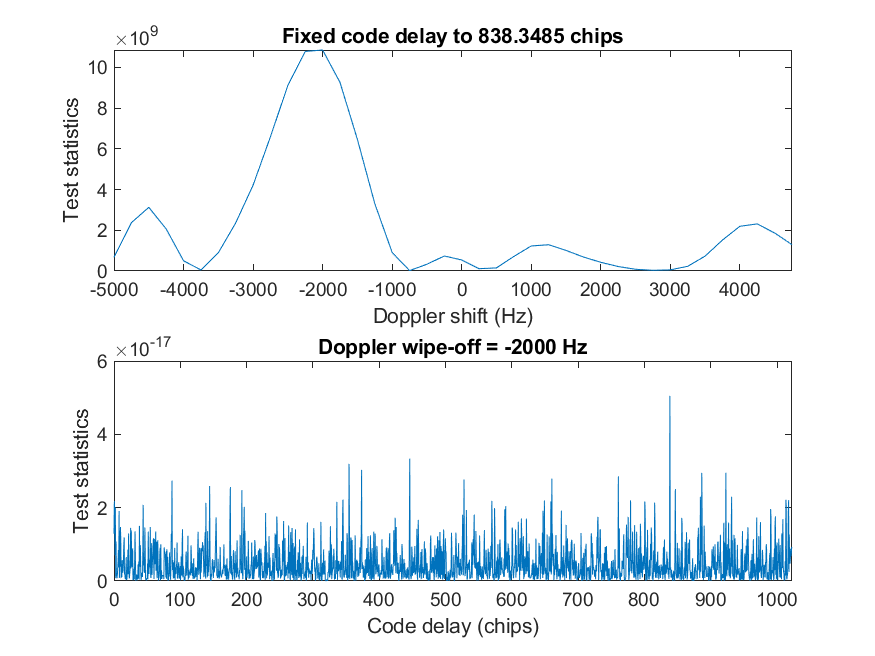 ×10^9
Fixed code delay to 838.3485 chips
Test statistics
10
8
6
4
2
0
-5000 -4000 -3000 -2000 -1000 0 1000 2000 3000 4000
Doppler shift (Hz)
×10^-17
Doppler wipe-off = -2000 Hz
Test statistics
6
4
2
0
0 100 200 300 400 500 600 700 800 900 1000
Code delay (chips)